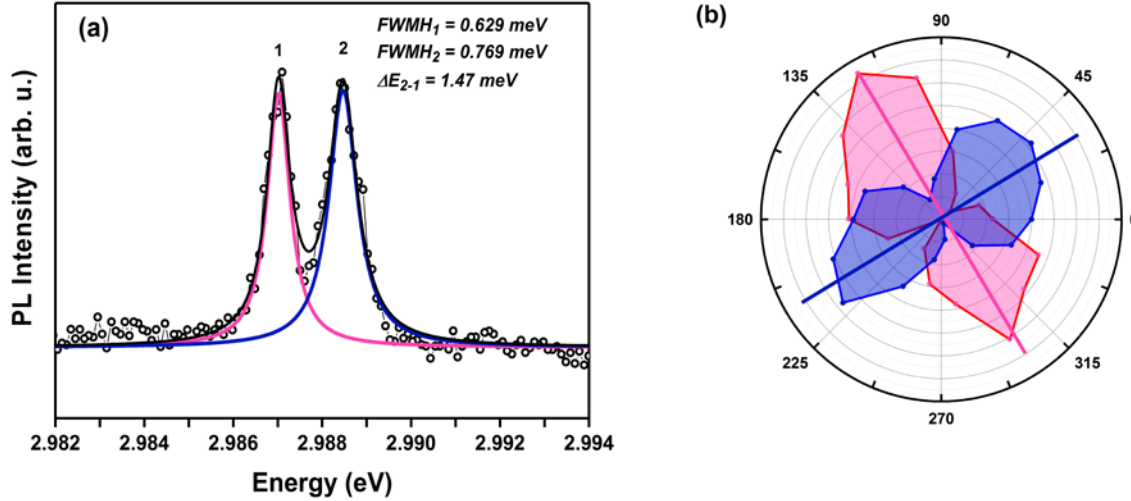 (a)
FWMH1 = 0.629 meV
FWMH2 = 0.769 meV
ΔE2-1 = 1.47 meV
1 2
PL Intensity (arb. u.)
2.982 2.984 2.986 2.988 2.990 2.992 2.994
Energy (eV)
(b)
90
135 45
180
225 315
270